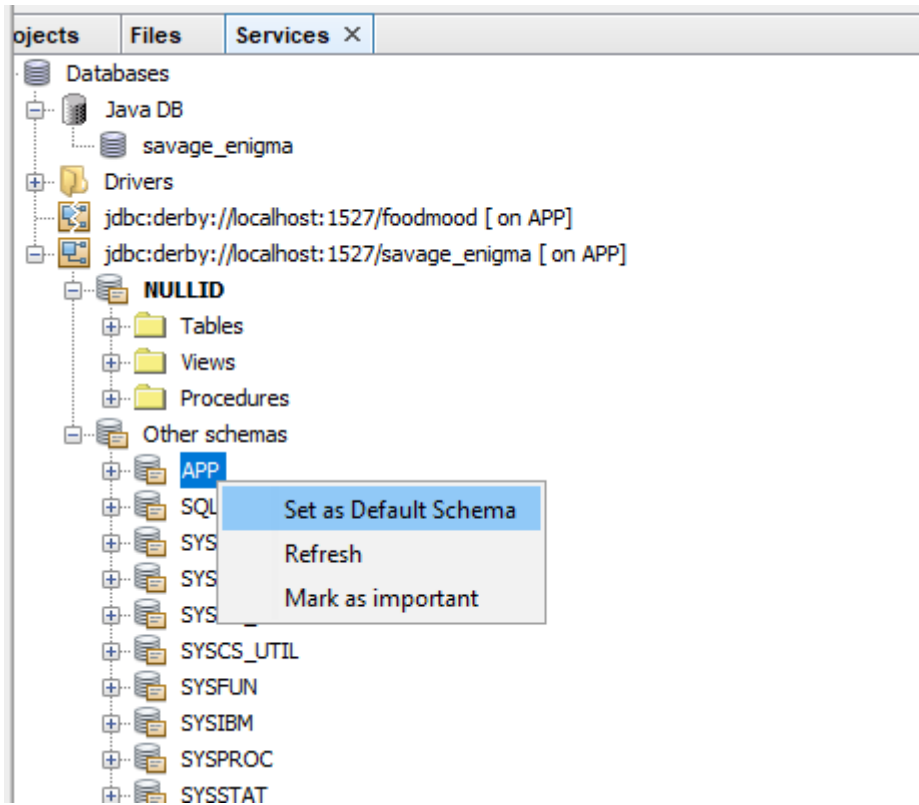 ojects Files Services ×
Databases
Java DB
savage_enigma
Drivers
jdbc:derby://localhost:1527/foodmood [ on APP]
jdbc:derby://localhost:1527/savage_enigma [ on APP]
NULLID
Tables
Views
Procedures
Other schemas
APP
SQL
Set as Default Schema
SYS
Refresh
SYS
Mark as important
SYS
SYSCS_UTIL
SYSFUN
SYSIBM
SYSPROC
SYSSTAT